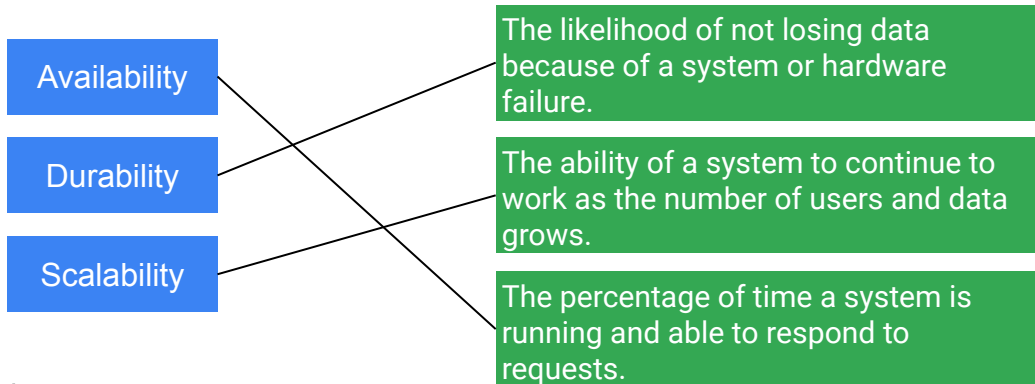 Availability
Durability
Scalability
The likelihood of not losing data
because of a system or hardware
failure.
The ability of a system to continue to
work as the number of users and data
grows.
The percentage of time a system is
running and able to respond to
requests.